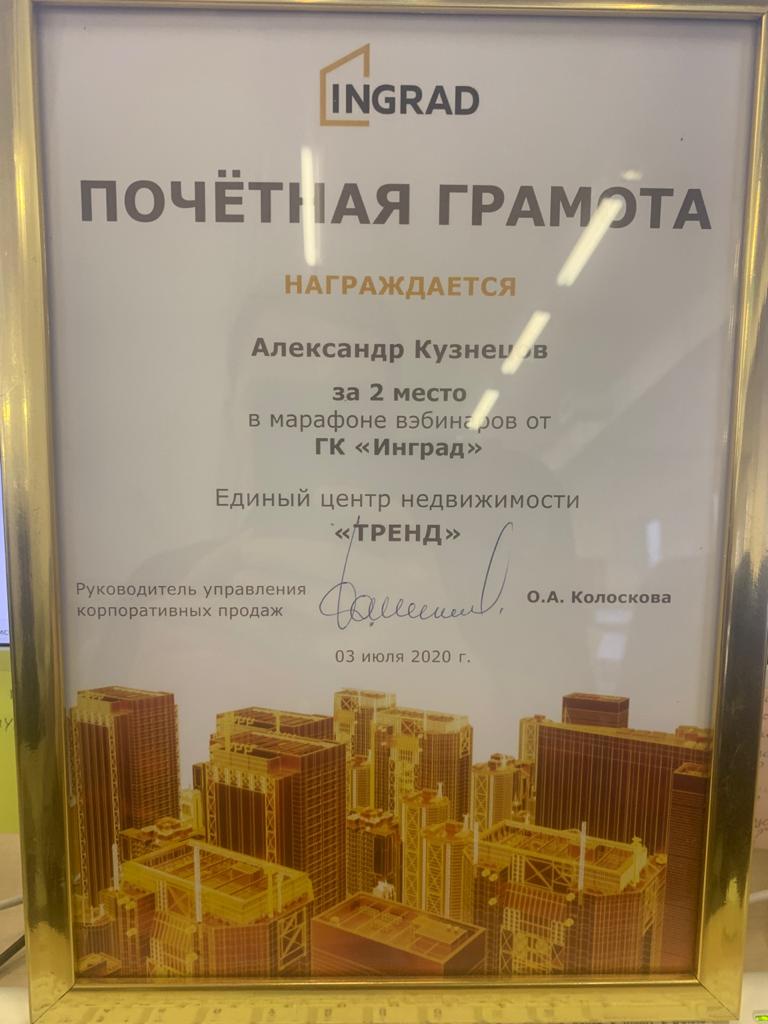 INGRAD
ПОЧЁТНАЯ ГРАМОТА
НАГРАЖДАЕТСЯ
Александр Кузнецов
за 2 место
в марафоне вэбинаров от
ГК «Инград»
Единый центр недвижимости
«ТРЕНД»
Руководитель управления
корпоративных продаж
О.А. Колоскова
03 июля 2020 г.